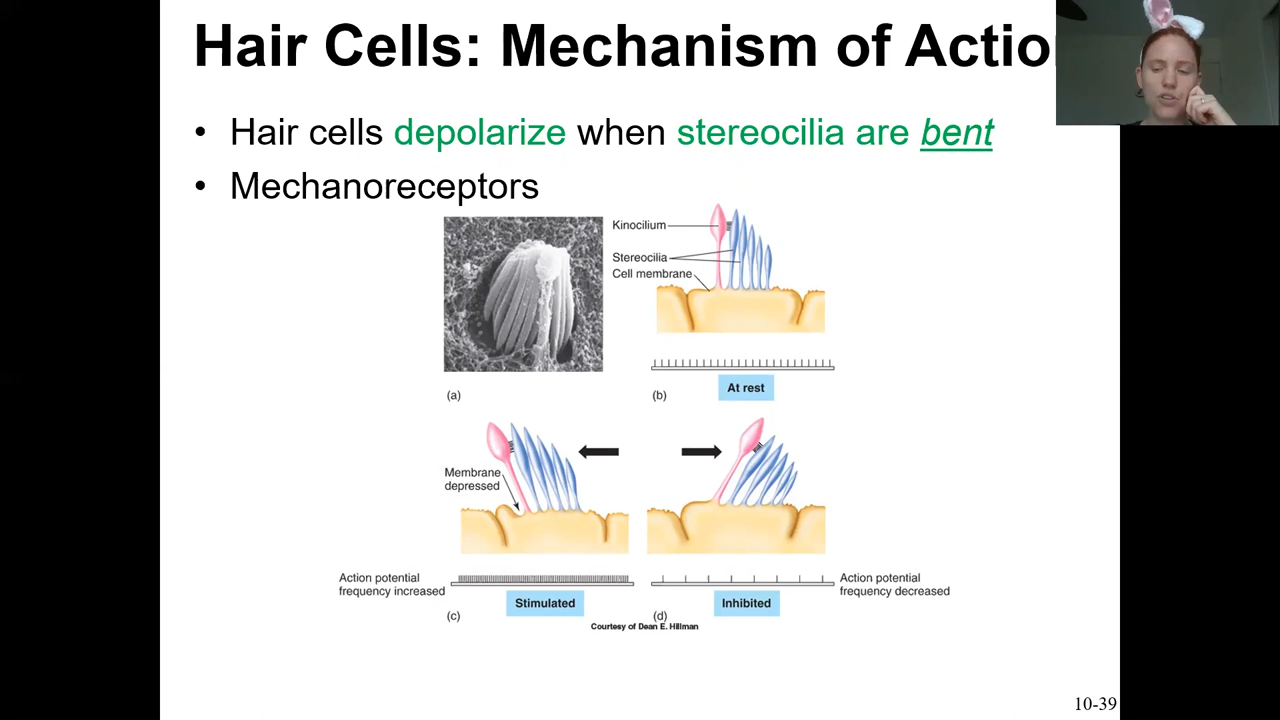 Hair Cells: Mechanism of Actio
• Hair cells depolarize when stereocilia are bent
• Mechanoreceptors
Kinocilium
Stereocilia
Cell membrane
(a)
(b)
At rest
Membrane
depressed
Action potential
frequency increased
Stimulated
(c)
Action potential
frequency decreased
Inhibited
(d)
Courtesy of Dean E. Hillman
10-39